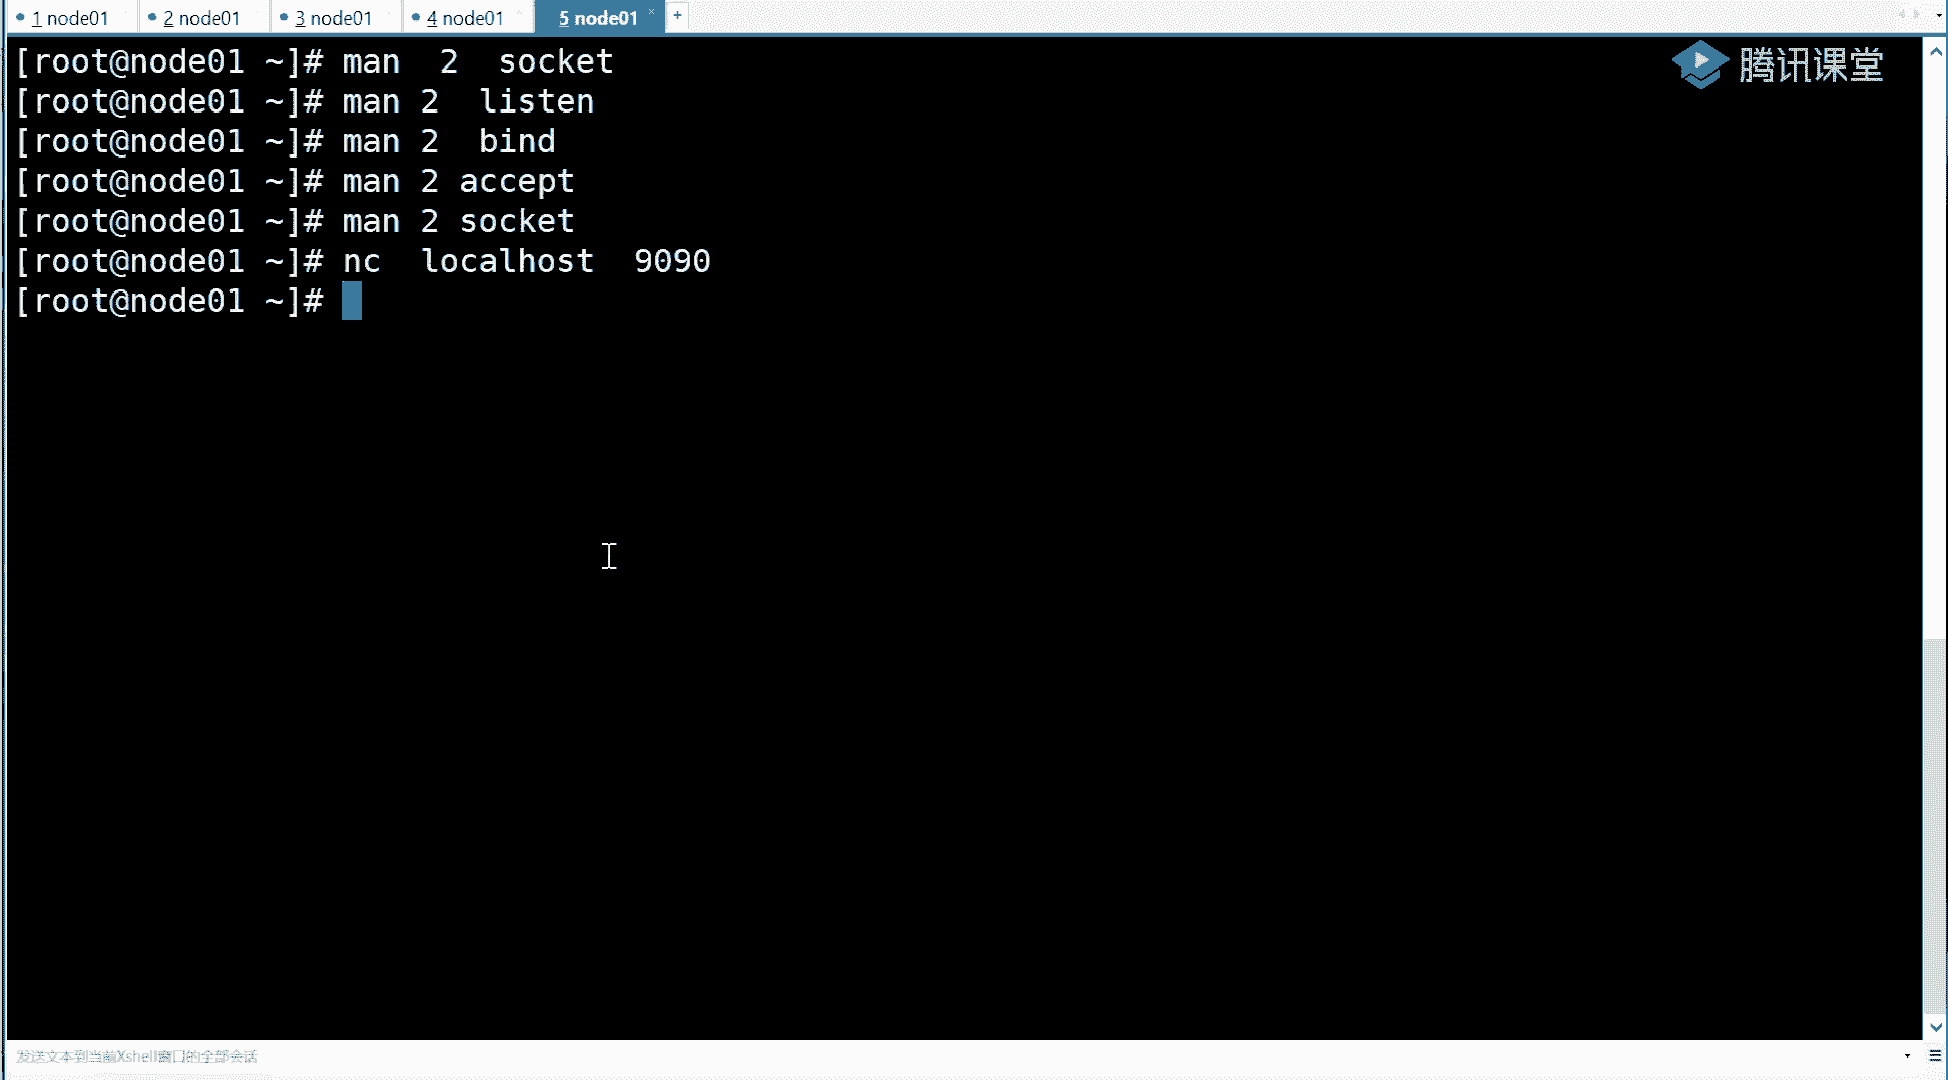 1 node01 2 node01 3 node01 4 node01 5 node01 × +
[root@node01 ~]# man  2  socket
[root@node01 ~]# man 2  listen
[root@node01 ~]# man 2  bind
[root@node01 ~]# man 2 accept
[root@node01 ~]# man 2 socket
[root@node01 ~]# nc  localhost  9090
[root@node01 ~]#
腾讯课堂
发送文本到当前Xshell窗口的全部会话